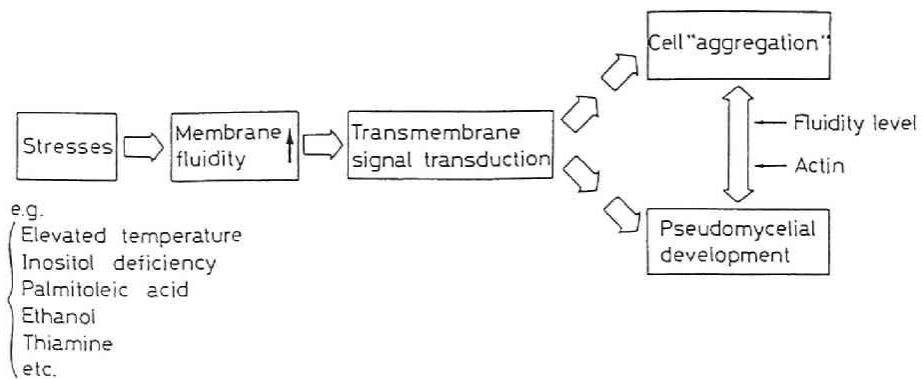 Stresses
Membrane
fluidity
Transmembrane
signal transduction
Cell "aggregation"
Fluidity level
Actin
Pseudomycelial
development
e.g.
Elevated temperature
Inositol deficiency
Palmitoleic acid
Ethanol
Thiamine
etc.